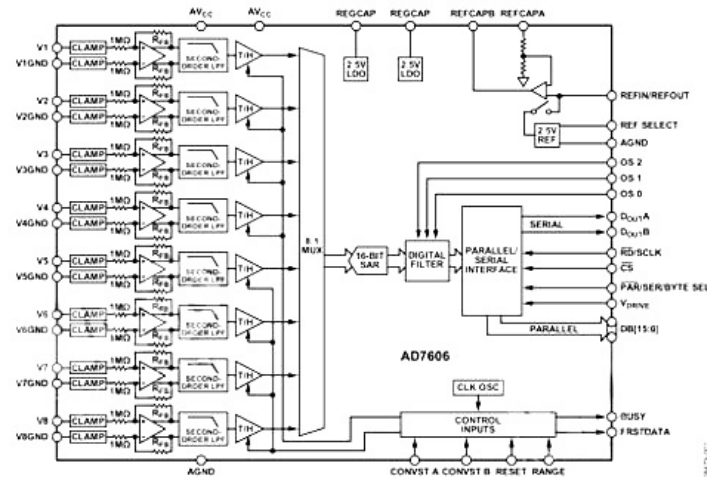 AVCC AVCC REGCAP REGCAP REFCAPB REFCAPA
V1 CLAMP 1MΩ RFB
V1GND CLAMP 1MΩ RFB SECOND-ORDER LPF T/H
2.5V LDO
2.5V LDO
REFIN/REFOUT
V2 CLAMP 1MΩ RFB
V2GND CLAMP 1MΩ RFB SECOND-ORDER LPF T/H
2.5V REF
REF SELECT
AGND
V3 CLAMP 1MΩ RFB
V3GND CLAMP 1MΩ RFB SECOND-ORDER LPF T/H
OS 2
OS 1
OS 0
V4 CLAMP 1MΩ RFB
V4GND CLAMP 1MΩ RFB SECOND-ORDER LPF T/H
8:1 MUX
16-BIT SAR
DIGITAL FILTER
PARALLEL/SERIAL INTERFACE
SERIAL
DOUTA
DOUTB
RD/SCLK
CS
PAR/SER/BYTE SEL
VDRIVE
PARALLEL
DB[15:0]
V5 CLAMP 1MΩ RFB
V5GND CLAMP 1MΩ RFB SECOND-ORDER LPF T/H
V6 CLAMP 1MΩ RFB
V6GND CLAMP 1MΩ RFB SECOND-ORDER LPF T/H
AD7606
V7 CLAMP 1MΩ RFB
V7GND CLAMP 1MΩ RFB SECOND-ORDER LPF T/H
CLK OSC
V8 CLAMP 1MΩ RFB
V8GND CLAMP 1MΩ RFB SECOND-ORDER LPF T/H
CONTROL INPUTS
BUSY
FRSTDATA
AGND
CONVST A CONVST B RESET RANGE